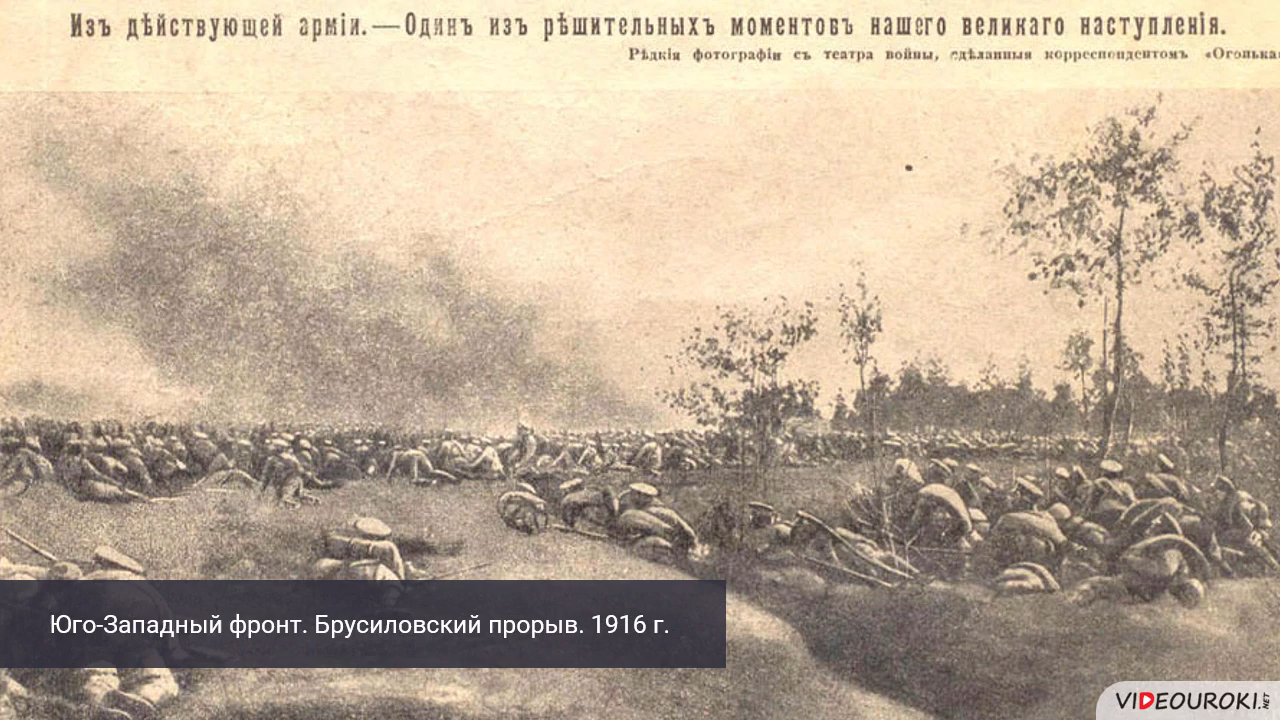 Изъ дѣйствующей арміи.—Одинъ изъ рѣшительныхъ моментовъ нашего великаго наступленія.
Рѣдкія фотографіи съ театра войны, сдѣланныя корреспондентомъ «Огонька»
Юго-Западный фронт. Брусиловский прорыв. 1916 г.
VIDEOUROKI.NET